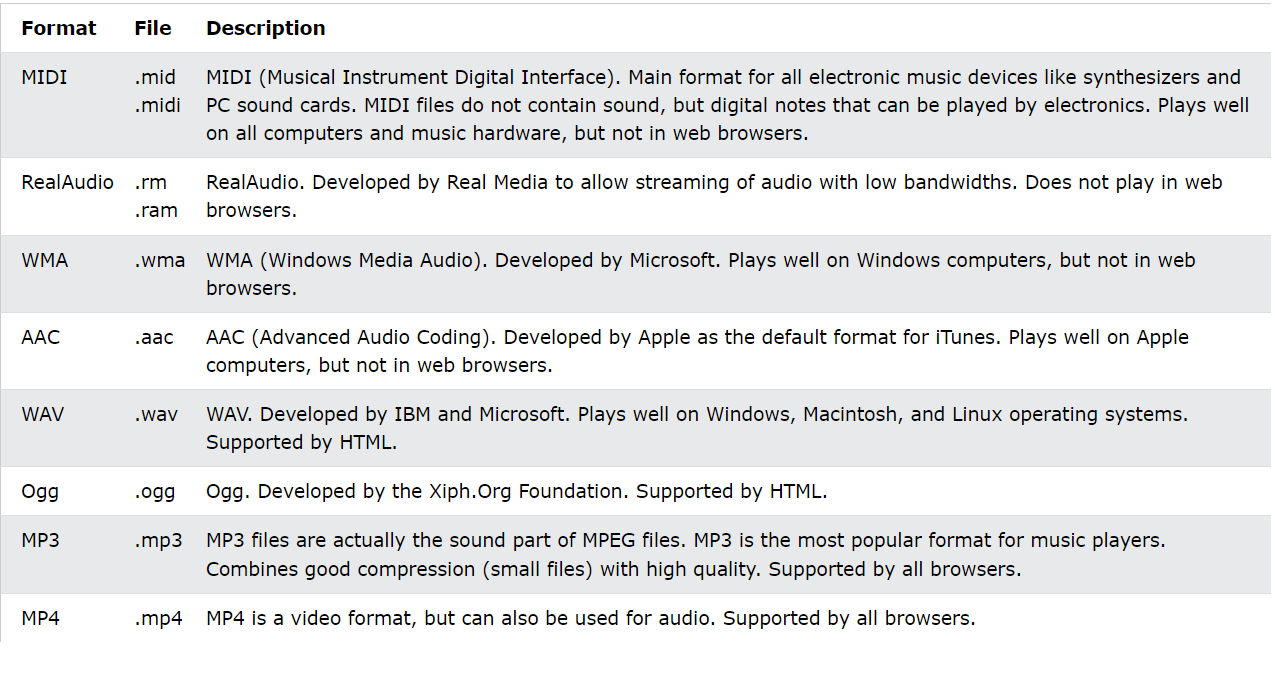 Format File Description
MIDI .mid MIDI (Musical Instrument Digital Interface). Main format for all electronic music devices like synthesizers and
.midi PC sound cards. MIDI files do not contain sound, but digital notes that can be played by electronics. Plays well
on all computers and music hardware, but not in web browsers.
RealAudio .rm RealAudio. Developed by Real Media to allow streaming of audio with low bandwidths. Does not play in web
.ram browsers.
WMA .wma WMA (Windows Media Audio). Developed by Microsoft. Plays well on Windows computers, but not in web
browsers.
AAC .aac AAC (Advanced Audio Coding). Developed by Apple as the default format for iTunes. Plays well on Apple
computers, but not in web browsers.
WAV .wav WAV. Developed by IBM and Microsoft. Plays well on Windows, Macintosh, and Linux operating systems.
Supported by HTML.
Ogg .ogg Ogg. Developed by the Xiph.Org Foundation. Supported by HTML.
MP3 .mp3 MP3 files are actually the sound part of MPEG files. MP3 is the most popular format for music players.
Combines good compression (small files) with high quality. Supported by all browsers.
MP4 .mp4 MP4 is a video format, but can also be used for audio. Supported by all browsers.